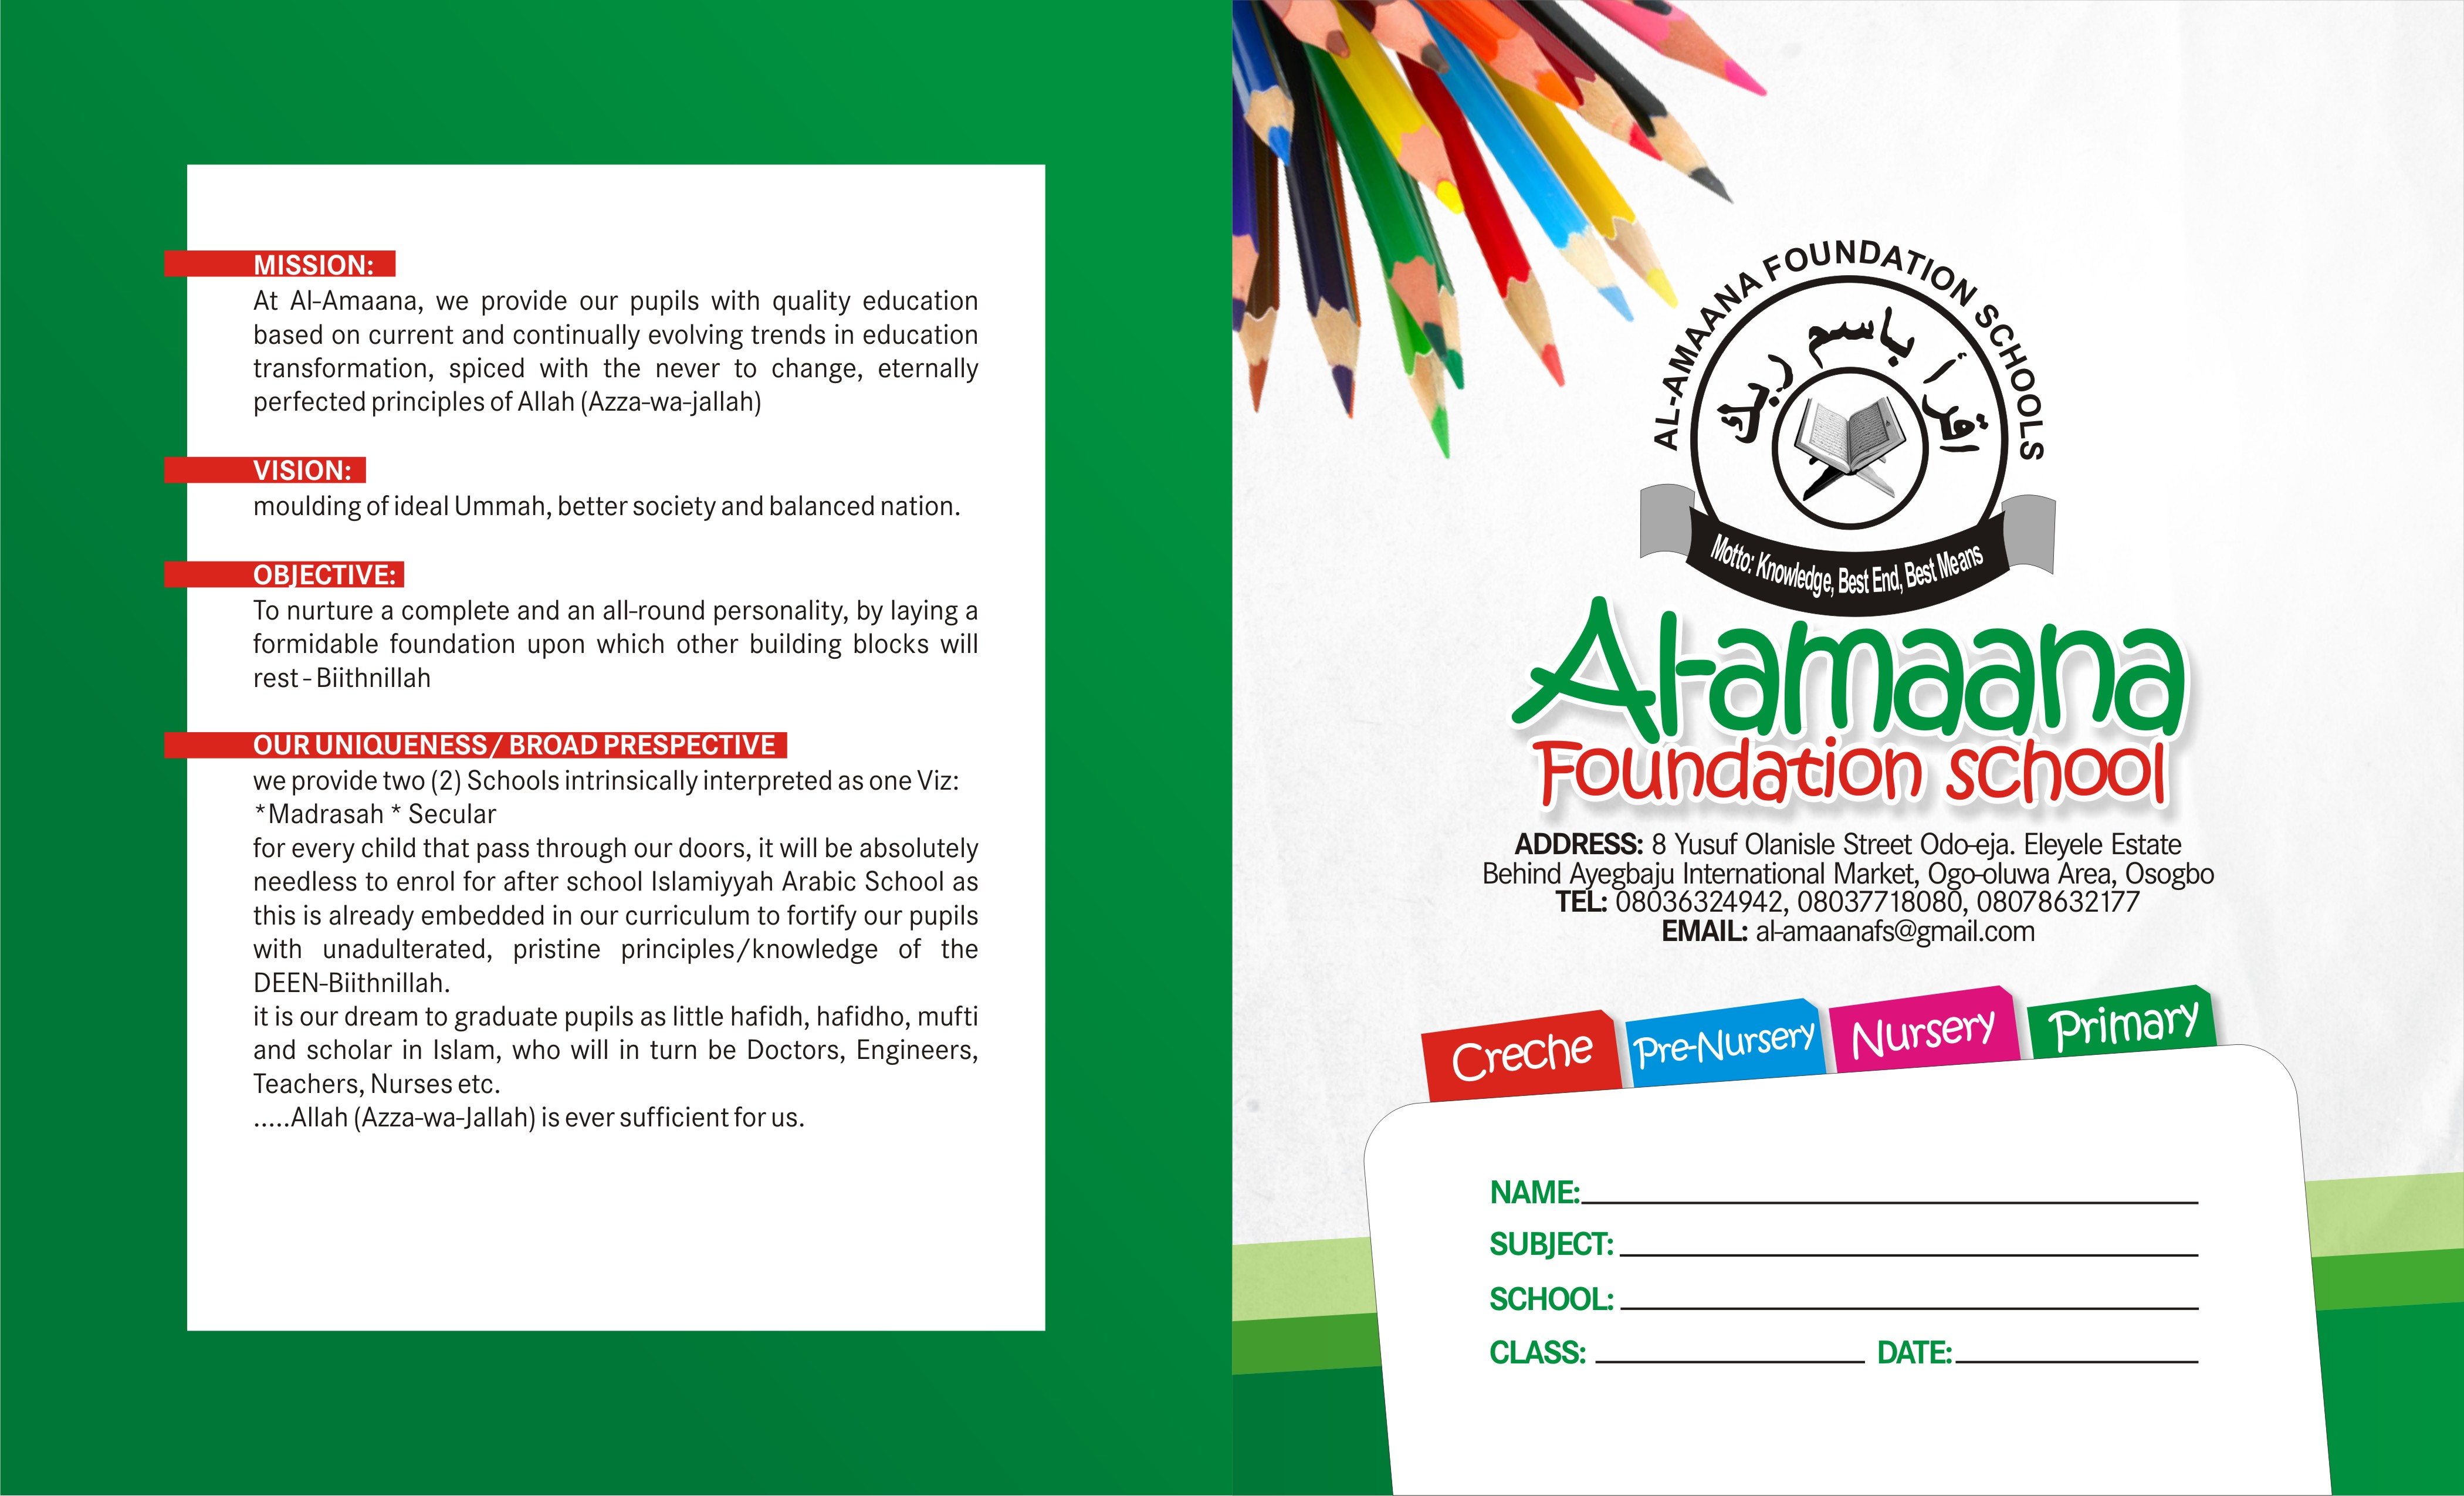 MISSION:
At Al-Amaana, we provide our pupils with quality education
based on current and continually evolving trends in education
transformation, spiced with the never to change, eternally
perfected principles of Allah (Azza-wa-jallah)
VISION:
moulding of ideal Ummah, better society and balanced nation.
OBJECTIVE:
To nurture a complete and an all-round personality, by laying a
formidable foundation upon which other building blocks will
rest - Biithnillah
OUR UNIQUENESS/ BROAD PRESPECTIVE
we provide two (2) Schools intrinsically interpreted as one Viz:
*Madrasah * Secular
for every child that pass through our doors, it will be absolutely
needless to enrol for after school Islamiyyah Arabic School as
this is already embedded in our curriculum to fortify our pupils
with unadulterated, pristine principles/knowledge of the
DEEN-Biithnillah.
it is our dream to graduate pupils as little hafidh, hafidho, mufti
and scholar in Islam, who will in turn be Doctors, Engineers,
Teachers, Nurses etc.
.....Allah (Azza-wa-Jallah) is ever sufficient for us.
AL-AMAANA FOUNDATION SCHOOLS
اقرأ باسم ربك
Motto: Knowledge, Best End, Best Means
Al-amaana
Foundation school
ADDRESS: 8 Yusuf Olanisle Street Odo-eja. Eleyele Estate
Behind Ayegbaju International Market, Ogo-oluwa Area, Osogbo
TEL: 08036324942, 08037718080, 08078632177
EMAIL: al-amaanafs@gmail.com
Creche Pre-Nursery Nursery Primary
NAME:
SUBJECT:
SCHOOL:
CLASS: DATE: